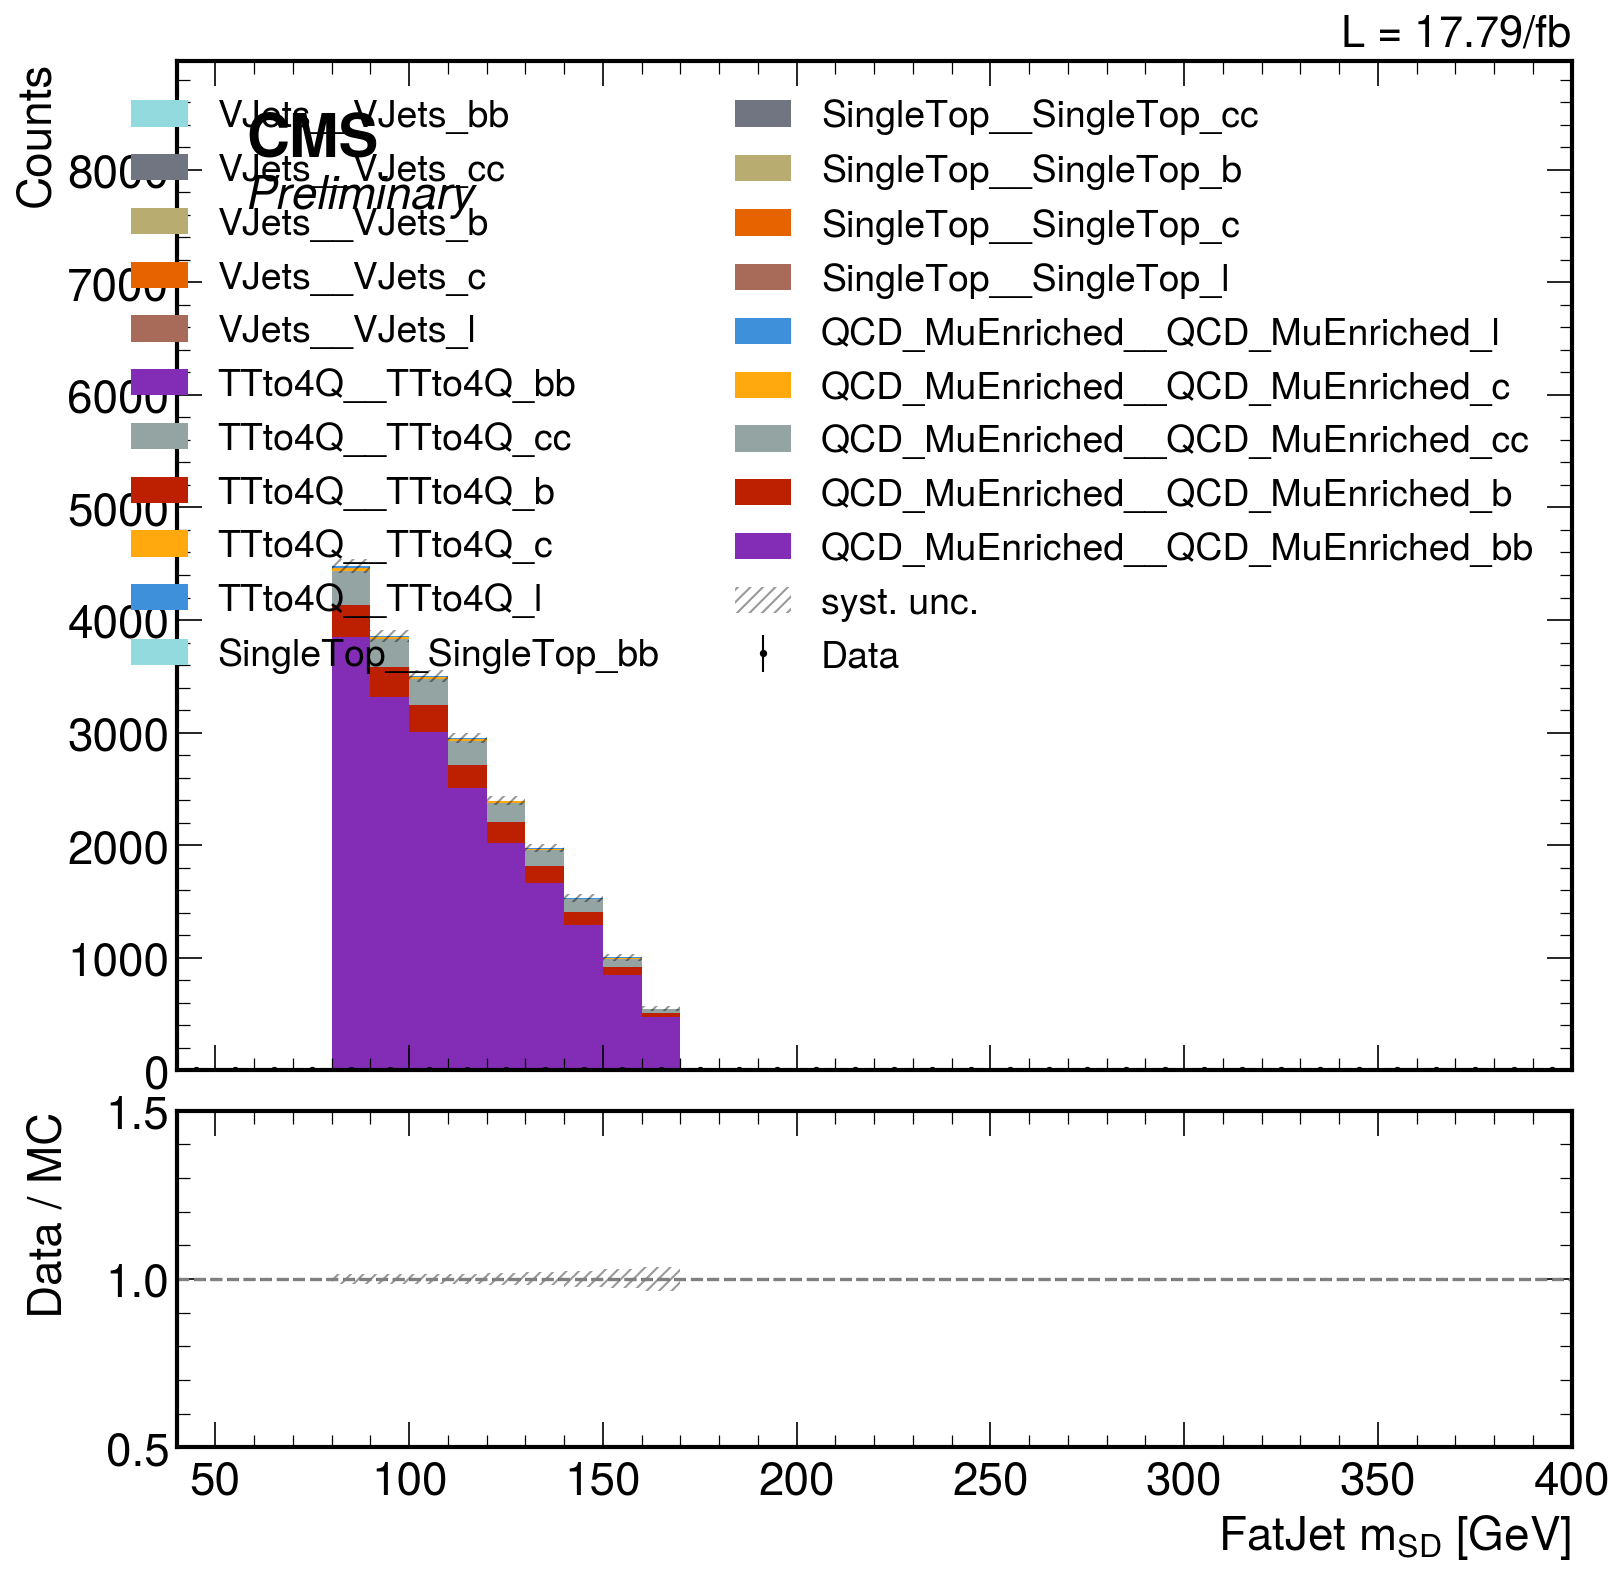 L = 17.79/fb
Counts
CMS
Preliminary
VJets__VJets_bb
VJets__VJets_cc
VJets__VJets_b
VJets__VJets_c
VJets__VJets_l
TTto4Q__TTto4Q_bb
TTto4Q__TTto4Q_cc
TTto4Q__TTto4Q_b
TTto4Q__TTto4Q_c
TTto4Q__TTto4Q_l
SingleTop__SingleTop_bb
SingleTop__SingleTop_cc
SingleTop__SingleTop_b
SingleTop__SingleTop_c
SingleTop__SingleTop_l
QCD_MuEnriched__QCD_MuEnriched_l
QCD_MuEnriched__QCD_MuEnriched_c
QCD_MuEnriched__QCD_MuEnriched_cc
QCD_MuEnriched__QCD_MuEnriched_b
QCD_MuEnriched__QCD_MuEnriched_bb
syst. unc.
Data
8000
7000
6000
5000
4000
3000
2000
1000
0
Data / MC
1.5
1.0
0.5
50 100 150 200 250 300 350 400
FatJet m_SD [GeV]